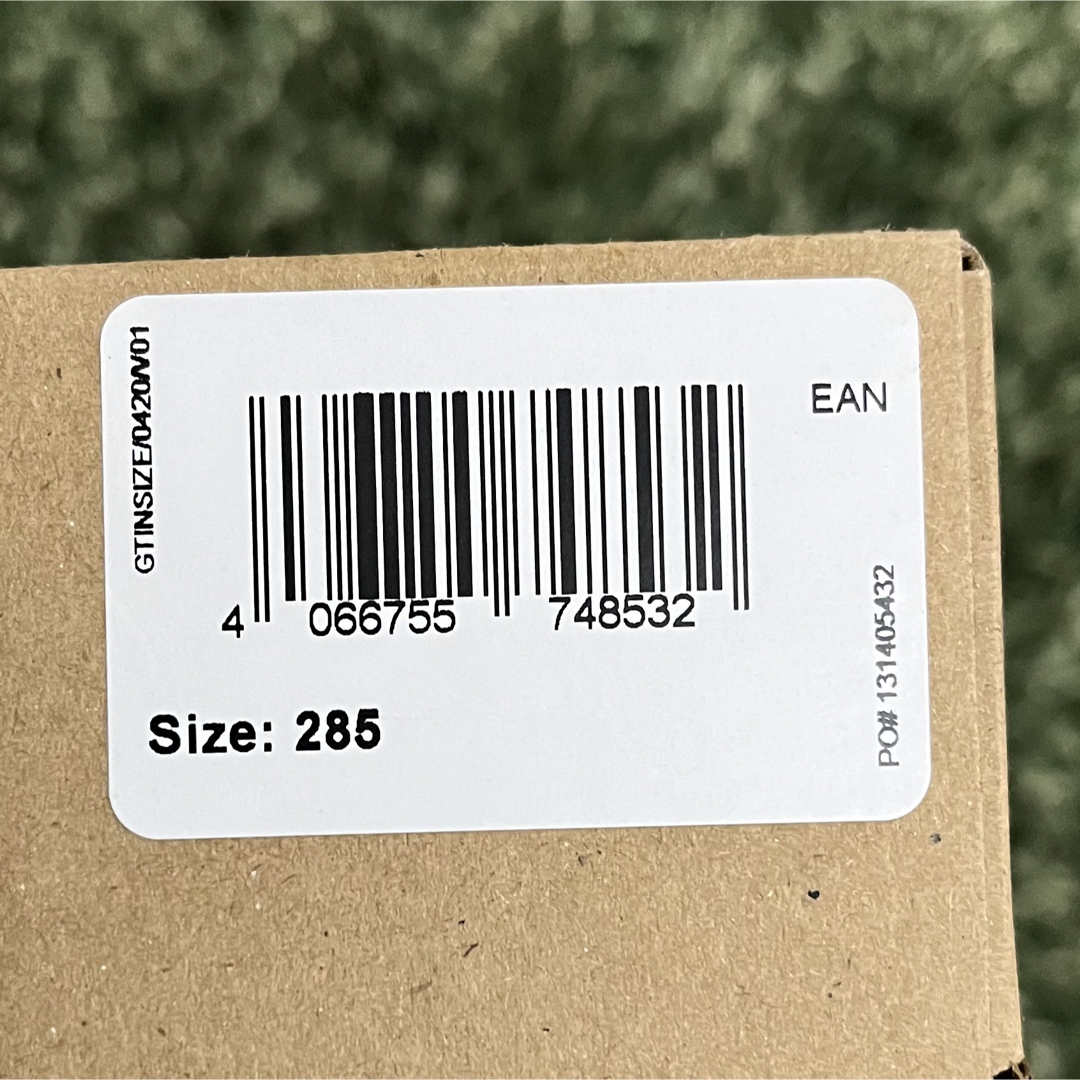 GTINSIZE/0420/V01
EAN
4 066755 748532
Size: 285
PO# 131405432